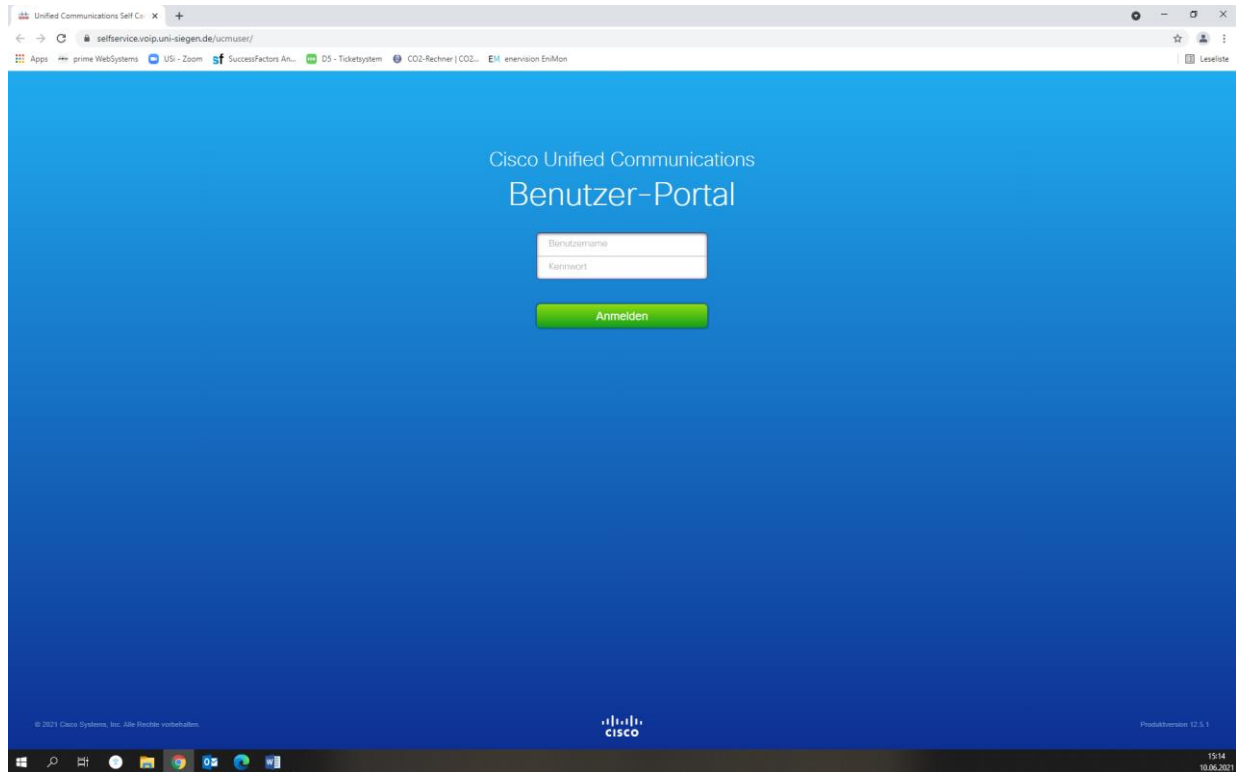 Unified Communications Self Ca
selfservice.voip.uni-siegen.de/ucmuser/
Apps prime WebSystems USi - Zoom SuccessFactors An... D5 - Ticketsystem CO2-Rechner | CO2... EM enervision EniMon Leseliste
Cisco Unified Communications
Benutzer-Portal
Benutzername
Kennwort
Anmelden
© 2021 Cisco Systems, Inc. Alle Rechte vorbehalten.
CISCO
Produktversion 12.5.1
15:14
10.06.2021